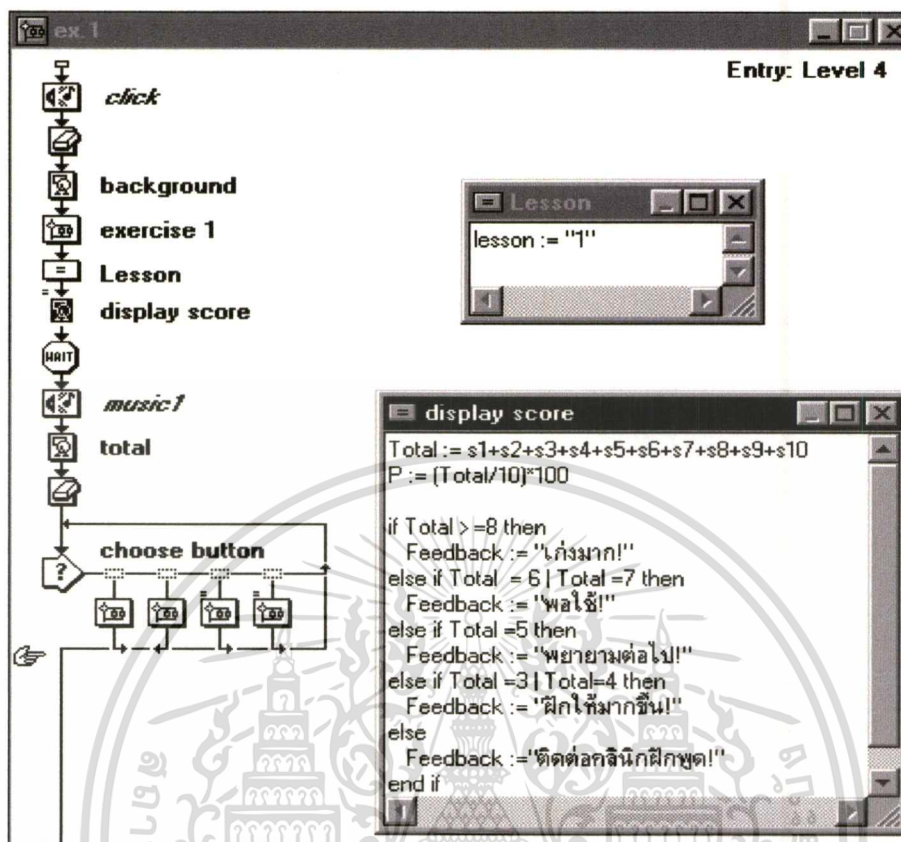 ex.1
Entry: Level 4
click
background
exercise 1
Lesson
display score
WAIT
music1
total
choose button
?
Lesson
lesson := "1"
display score
Total := s1+s2+s3+s4+s5+s6+s7+s8+s9+s10
P := (Total/10)*100
if Total >=8 then
Feedback := "เก่งมาก!"
else if Total = 6 | Total =7 then
Feedback := "พอใช้!"
else if Total =5 then
Feedback := "พยายามต่อไป!"
else if Total =3 | Total=4 then
Feedback := "ฝึกให้มากขึ้น!"
else
Feedback :="ติดต่อคลินิกฝึกพูด!"
end if